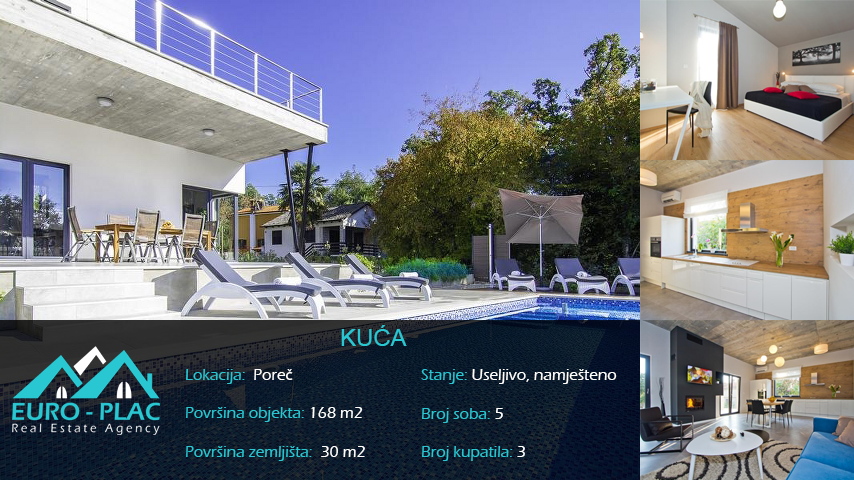 KUĆA
Lokacija: Poreč
Stanje: Useljivo, namješteno
Površina objekta: 168 m2
Broj soba: 5
Površina zemljišta: 30 m2
Broj kupatila: 3
EURO - PLAC
Real Estate Agency